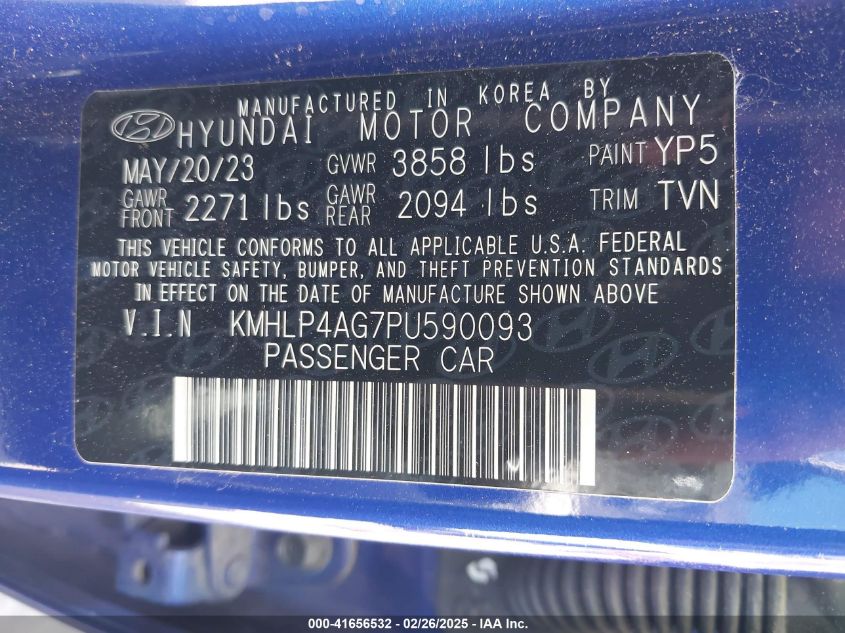 MANUFACTURED IN KOREA BY
HYUNDAI MOTOR COMPANY
MAY/20/23 GVWR 3858 lbs PAINT YP5
GAWR FRONT 2271 lbs GAWR REAR 2094 lbs TRIM TVN
THIS VEHICLE CONFORMS TO ALL APPLICABLE U.S.A. FEDERAL
MOTOR VEHICLE SAFETY, BUMPER, AND THEFT PREVENTION STANDARDS
IN EFFECT ON THE DATE OF MANUFACTURE SHOWN ABOVE
V.I.N KMHLP4AG7PU590093
PASSENGER CAR
000-41656532 - 02/26/2025 - IAA Inc.